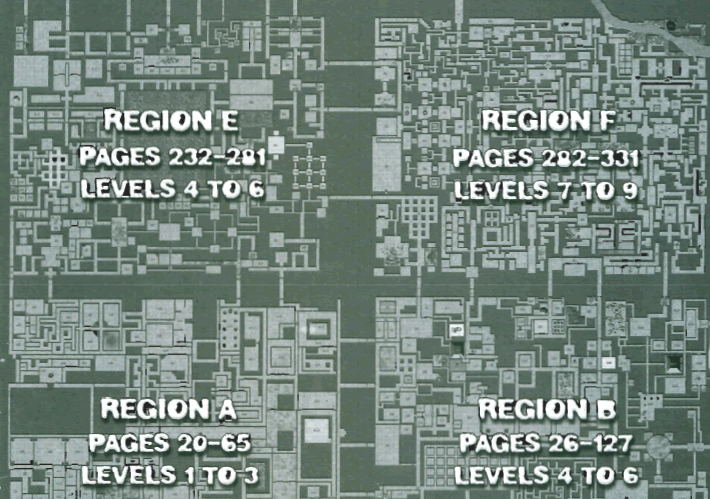 REGION E
PAGES 232-281
LEVELS 4 TO 6
REGION F
PAGES 282-331
LEVELS 7 TO 9
REGION A
PAGES 20-65
LEVELS 1 TO 3
REGION B
PAGES 26-127
LEVELS 4 TO 6